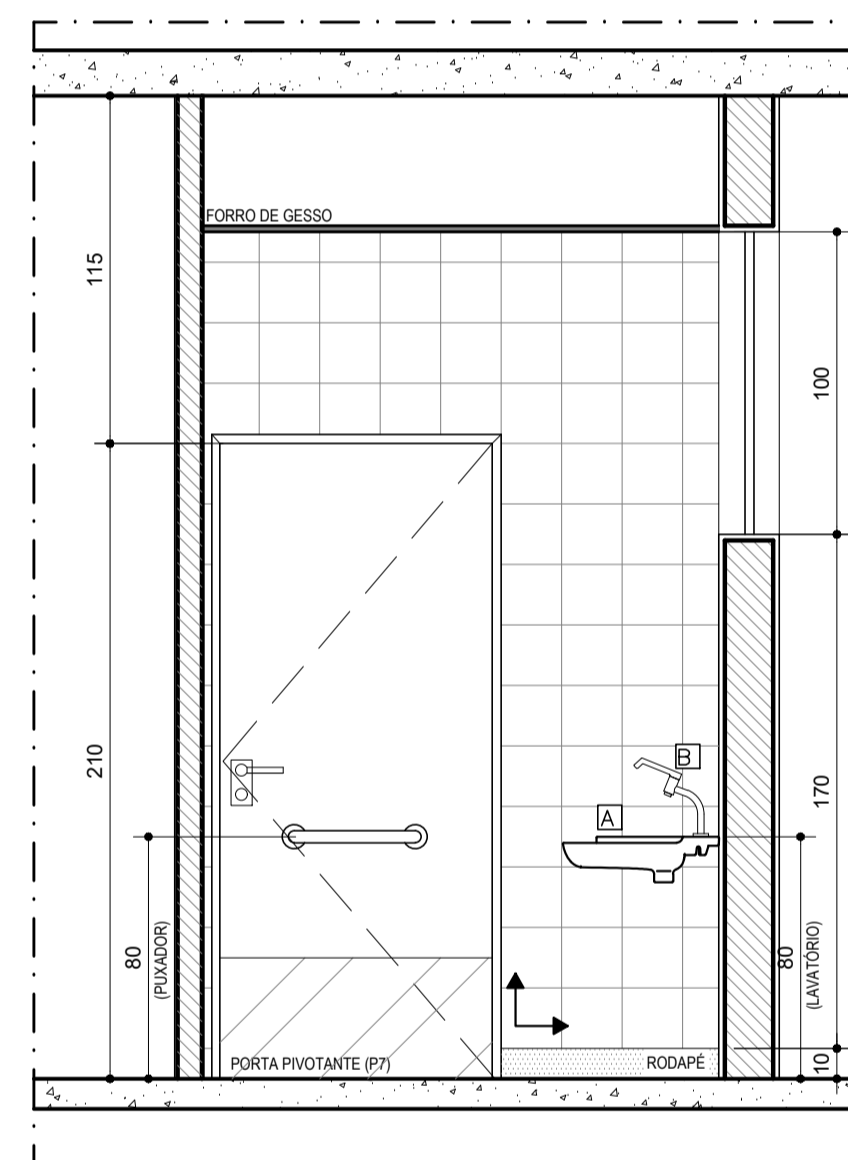 FORRO DE GESSO
115
100
210
B
A
170
80
(PUXADOR)
80
(LAVATÓRIO)
PORTA PIVOTANTE (P7)
RODAPÉ
10